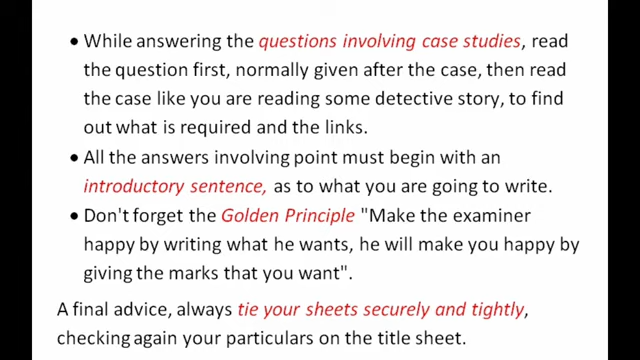 • While answering the questions involving case studies, read
the question first, normally given after the case, then read
the case like you are reading some detective story, to find
out what is required and the links.
• All the answers involving point must begin with an
introductory sentence, as to what you are going to write.
• Don't forget the Golden Principle "Make the examiner
happy by writing what he wants, he will make you happy by
giving the marks that you want".
A final advice, always tie your sheets securely and tightly,
checking again your particulars on the title sheet.